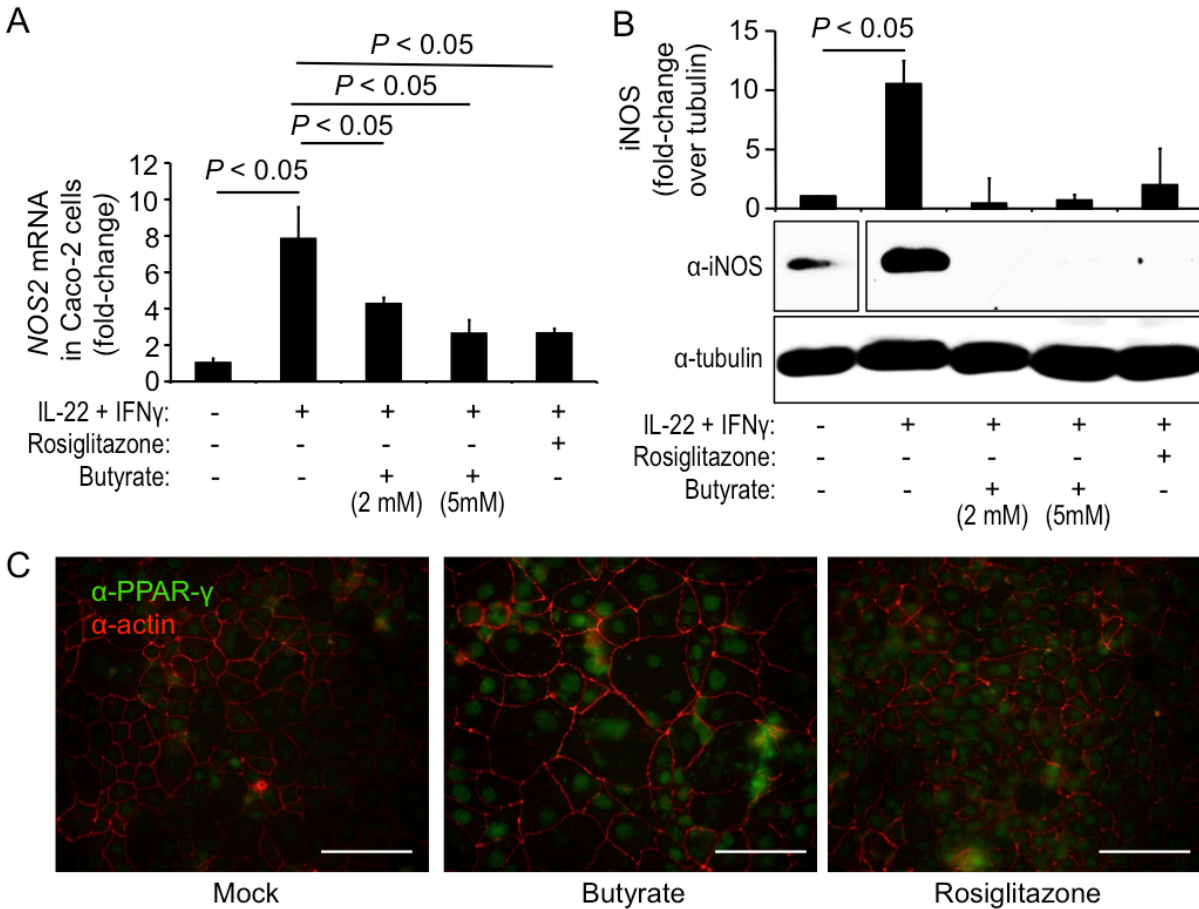 A
P < 0.05
P < 0.05
P < 0.05
P < 0.05
NOS2 mRNA
in Caco-2 cells
(fold-change)
12
10
8
6
4
2
0
IL-22 + IFNγ: - + + + +
Rosiglitazone: - - - - +
Butyrate: - - + + -
(2 mM) (5mM)
B
P < 0.05
iNOS
(fold-change
over tubulin)
15
10
5
0
α-iNOS
α-tubulin
IL-22 + IFNγ: - + + + +
Rosiglitazone: - - - - +
Butyrate: - - + + -
(2 mM) (5mM)
C
α-PPAR-γ
α-actin
Mock
Butyrate
Rosiglitazone